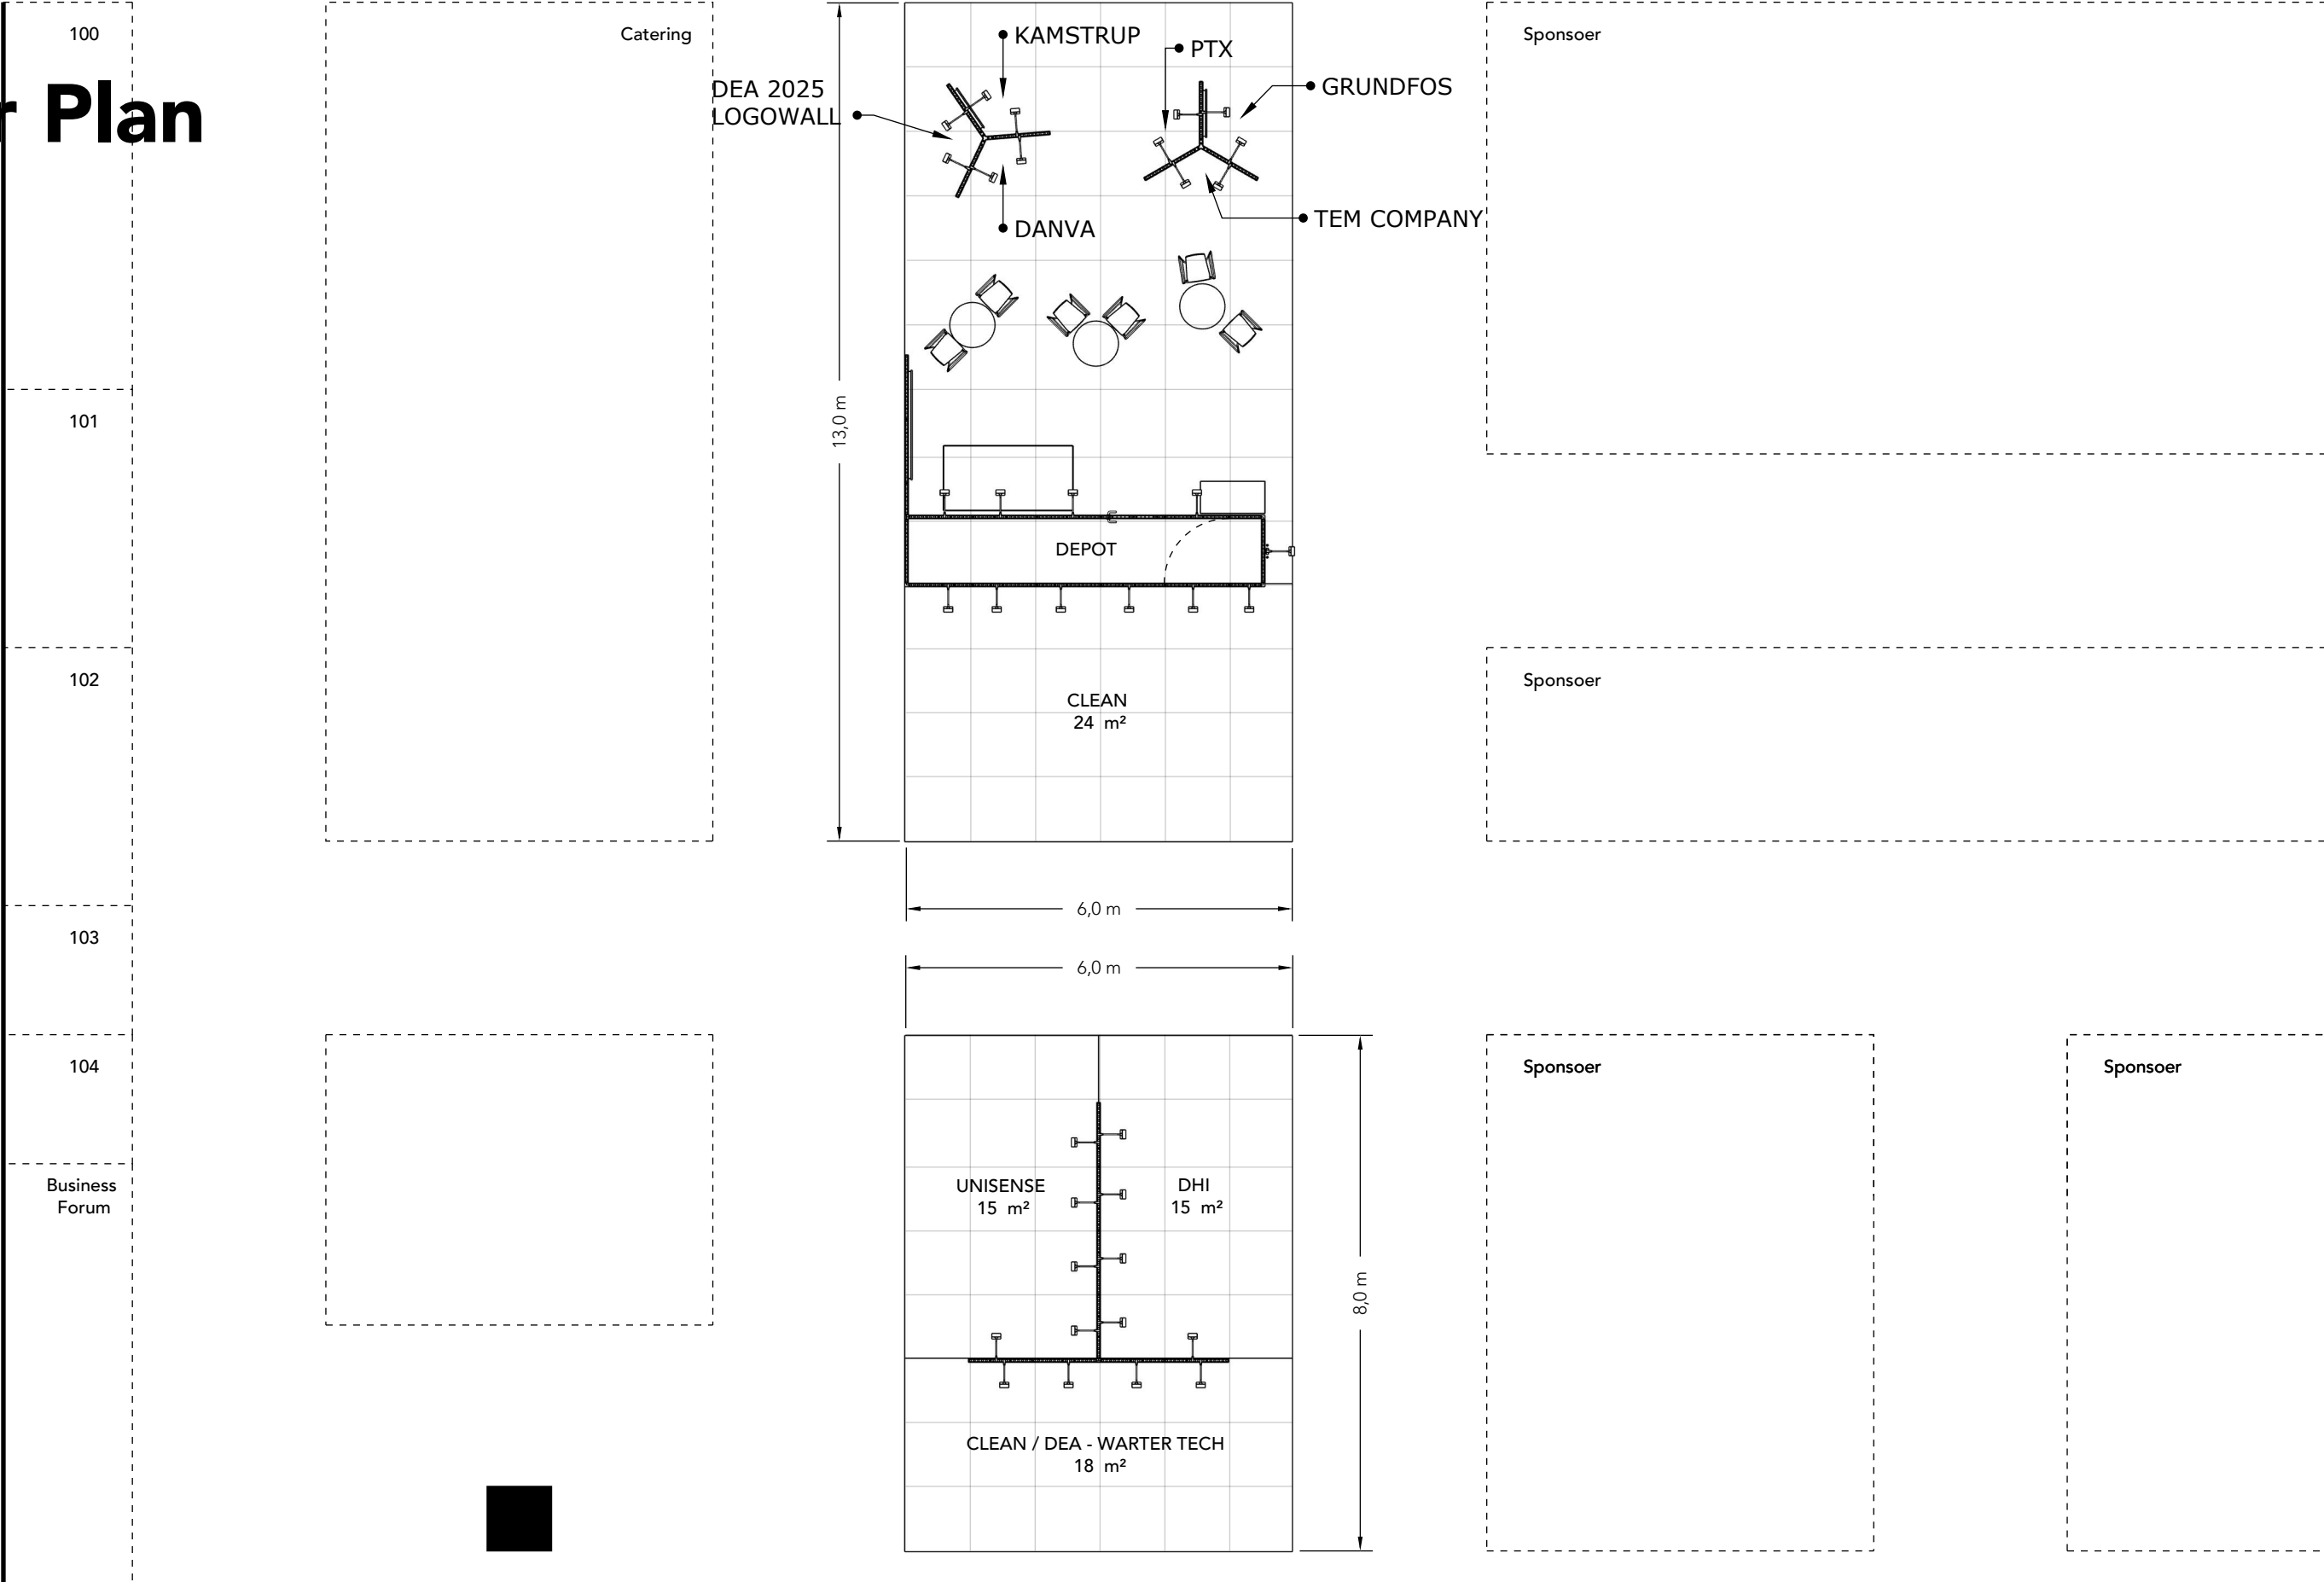 r Plan
100
Catering
KAMSTRUP
PTX
Sponsoer
DEA 2025
LOGOWALL
GRUNDFOS
TEM COMPANY
DANVA
101
13,0 m
DEPOT
102
CLEAN
24 m²
Sponsoer
6,0 m
103
6,0 m
104
Sponsoer
Sponsoer
Business
Forum
UNISENSE
15 m²
DHI
15 m²
8,0 m
CLEAN / DEA - WARTER TECH
18 m²